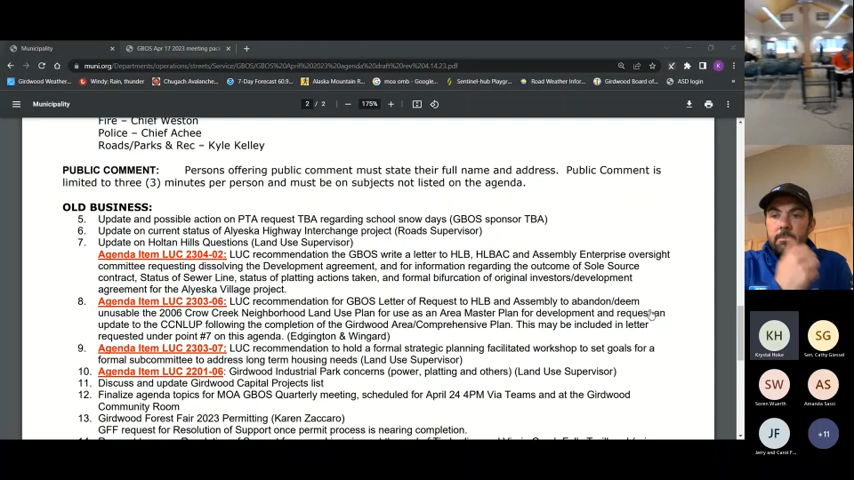 Municipality
GBOS Apr 17 2023 meeting pac
muni.org/Departments/operations/streets/Service/GBOS/GBOS%20April%202023%20agenda%20draft%20rev%204.14.23.pdf
Girdwood Weather...
Windy: Rain, thunder
Chugach Avalanche...
7-Day Forecast 60.9...
Alaska Mountain R...
moa omb - Google...
Sentinel-hub Playgr...
Road Weather Infor...
Girdwood Board of...
ASD login
Municipality
2 / 2
175%
Fire – Chief Weston
Police – Chief Achee
Roads/Parks & Rec – Kyle Kelley
PUBLIC COMMENT: Persons offering public comment must state their full name and address. Public Comment is
limited to three (3) minutes per person and must be on subjects not listed on the agenda.
OLD BUSINESS:
5. Update and possible action on PTA request TBA regarding school snow days (GBOS sponsor TBA)
6. Update on current status of Alyeska Highway Interchange project (Roads Supervisor)
7. Update on Holtan Hills Questions (Land Use Supervisor)
Agenda Item LUC 2304-02: LUC recommendation the GBOS write a letter to HLB, HLBAC and Assembly Enterprise oversight
committee requesting dissolving the Development agreement, and for information regarding the outcome of Sole Source
contract, Status of Sewer Line, status of platting actions taken, and formal bifurcation of original investors/development
agreement for the Alyeska Village project.
8. Agenda Item LUC 2303-06: LUC recommendation for GBOS Letter of Request to HLB and Assembly to abandon/deem
unusable the 2006 Crow Creek Neighborhood Land Use Plan for use as an Area Master Plan for development and request an
update to the CCNLUP following the completion of the Girdwood Area/Comprehensive Plan. This may be included in letter
requested under point #7 on this agenda. (Edgington & Wingard)
9. Agenda Item LUC 2303-07: LUC recommendation to hold a formal strategic planning facilitated workshop to set goals for a
formal subcommittee to address long term housing needs (Land Use Supervisor)
10. Agenda Item LUC 2201-06: Girdwood Industrial Park concerns (power, platting and others) (Land Use Supervisor)
11. Discuss and update Girdwood Capital Projects list
12. Finalize agenda topics for MOA GBOS Quarterly meeting, scheduled for April 24 4PM Via Teams and at the Girdwood
Community Room
13. Girdwood Forest Fair 2023 Permitting (Karen Zaccaro)
GFF request for Resolution of Support once permit process is nearing completion.
KH
Krystal Hoke
SG
Sen. Cathy Giessel
SW
Soren Wuerth
AS
Amanda Sassi
JF
Jerry and Carol F...
+11